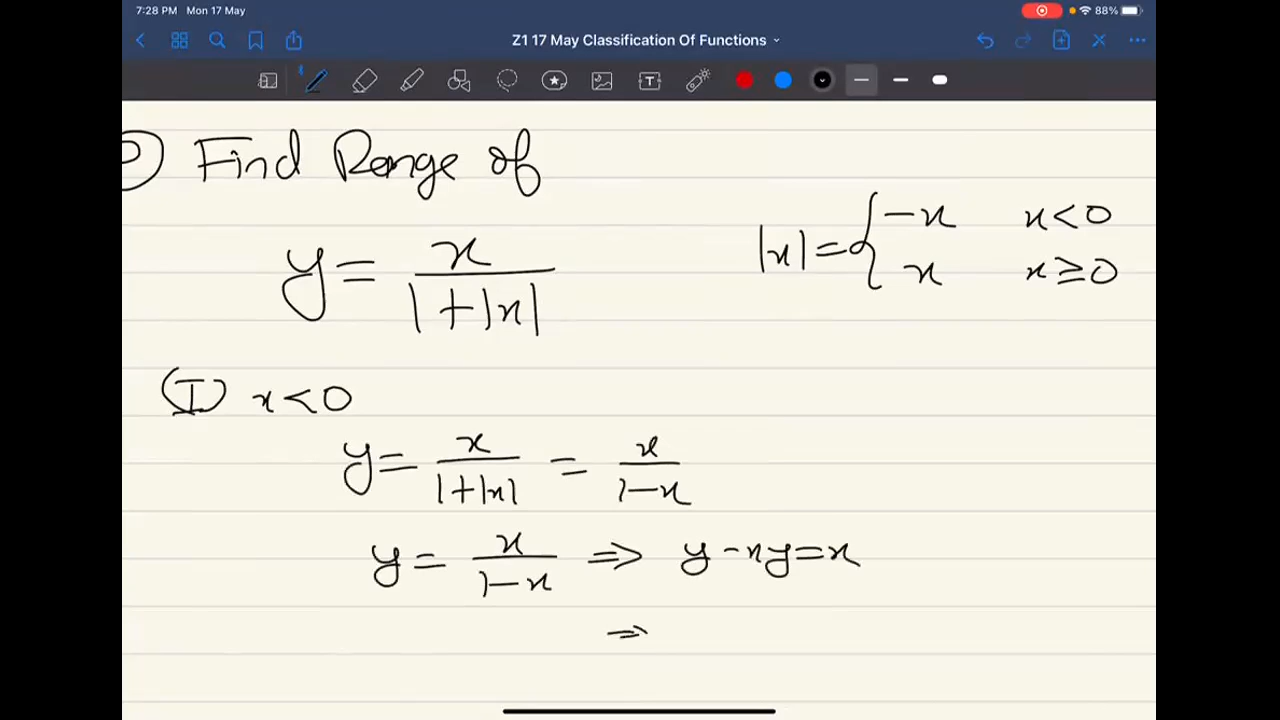 7:28 PM Mon 17 May 88%
Z1 17 May Classification Of Functions
Find Range of
y = x / (1+|x|)
|x| = { -x x<0
x x≥0
(I) x<0
y = x / (1+|x|) = x / (1-x)
y = x / (1-x) ⇒ y-xy=x
⇒